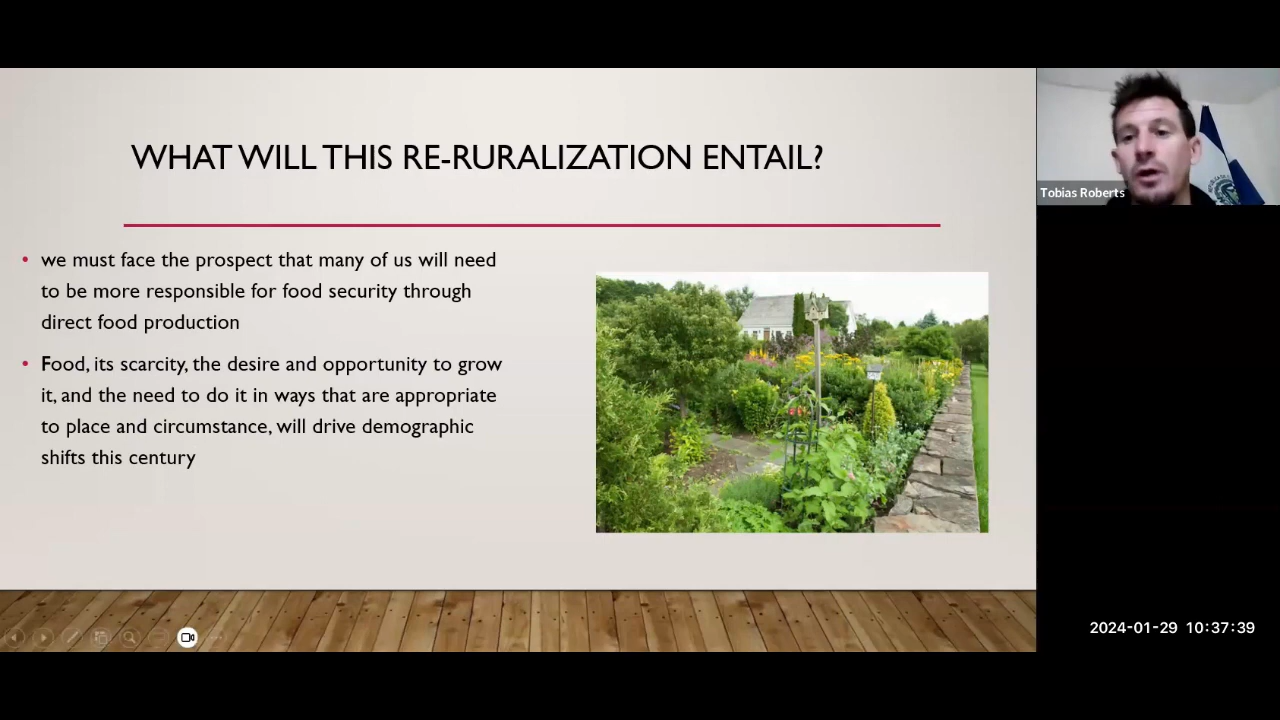 WHAT WILL THIS RE-RURALIZATION ENTAIL?
• we must face the prospect that many of us will need
to be more responsible for food security through
direct food production
• Food, its scarcity, the desire and opportunity to grow
it, and the need to do it in ways that are appropriate
to place and circumstance, will drive demographic
shifts this century
Tobias Roberts
2024-01-29 10:37:39